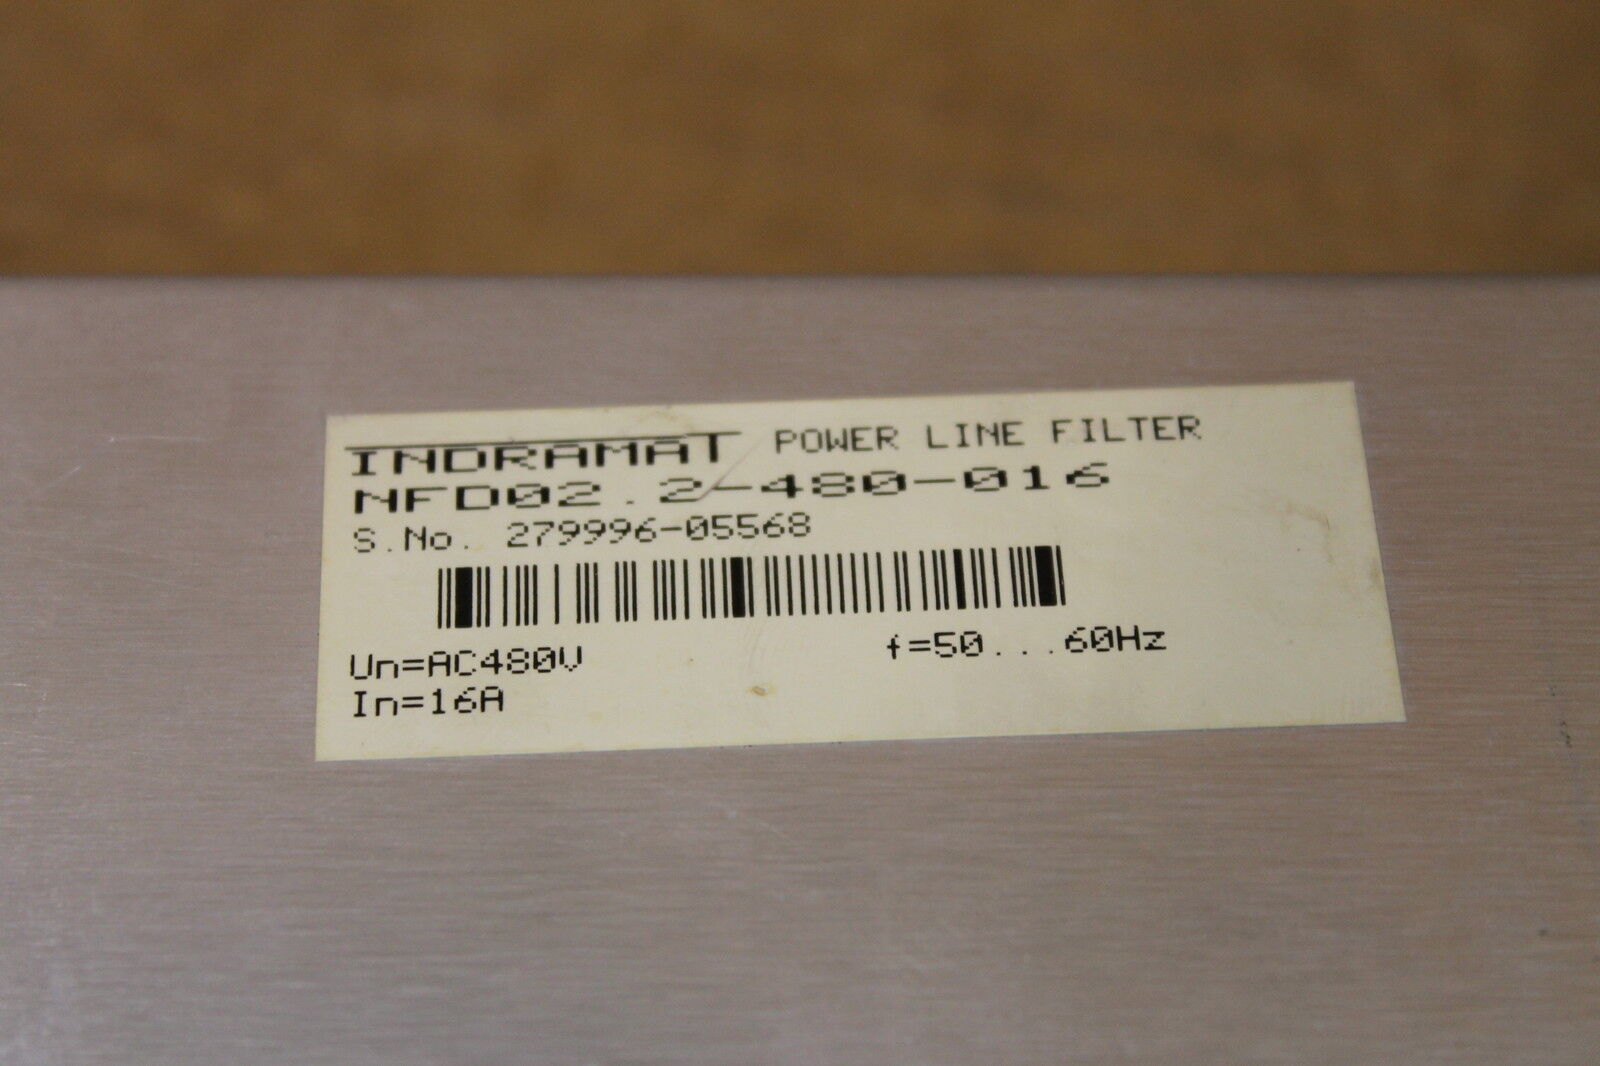 INDRAMAT POWER LINE FILTER
NFD02.2-480-016
S.No. 279996-05568
Un=AC480V f=50...60Hz
In=16A